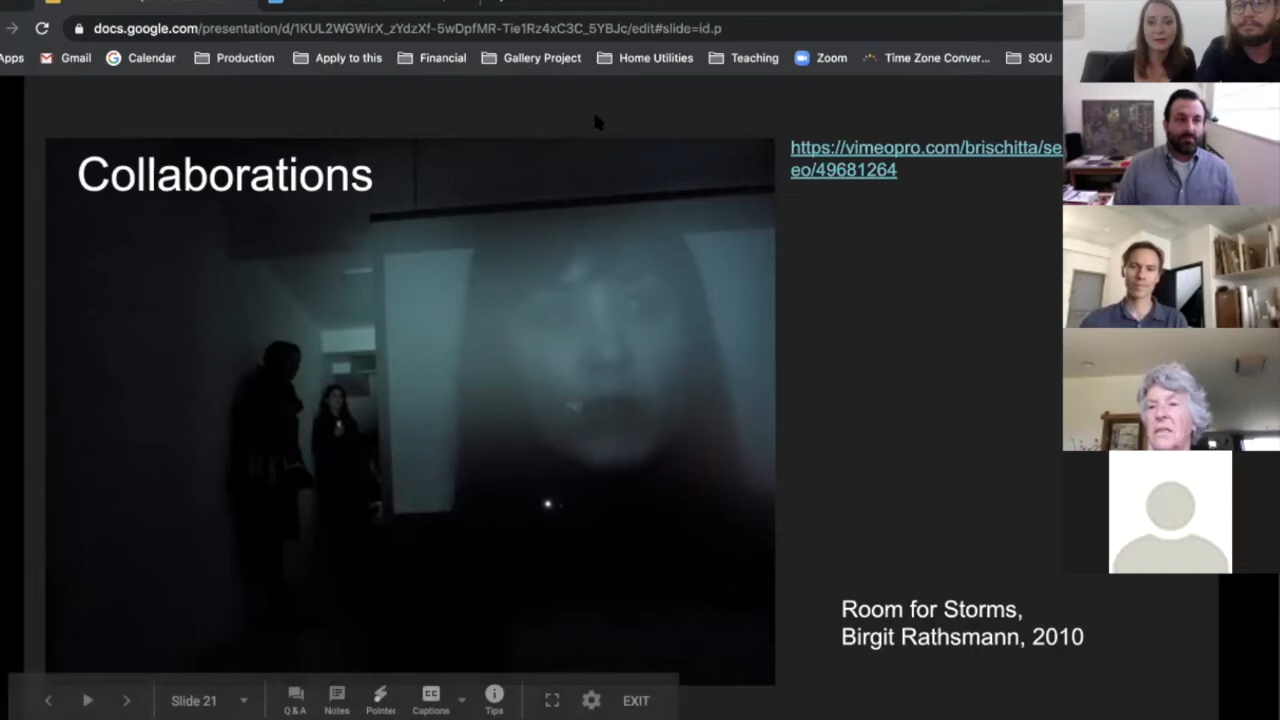 docs.google.com/presentation/d/1KUL2WGWirX_zYdzXf-5wDpfMR-Tie1Rz4xC3C_5YBJc/edit#slide=id.p
Apps Gmail Calendar Production Apply to this Financial Gallery Project Home Utilities Teaching Zoom Time Zone Conver... SOU
Collaborations
https://vimeopro.com/brischitta/se
eo/49681264
Room for Storms,
Birgit Rathsmann, 2010
Slide 21
Q & A Notes Pointer Captions Tips EXIT
CC